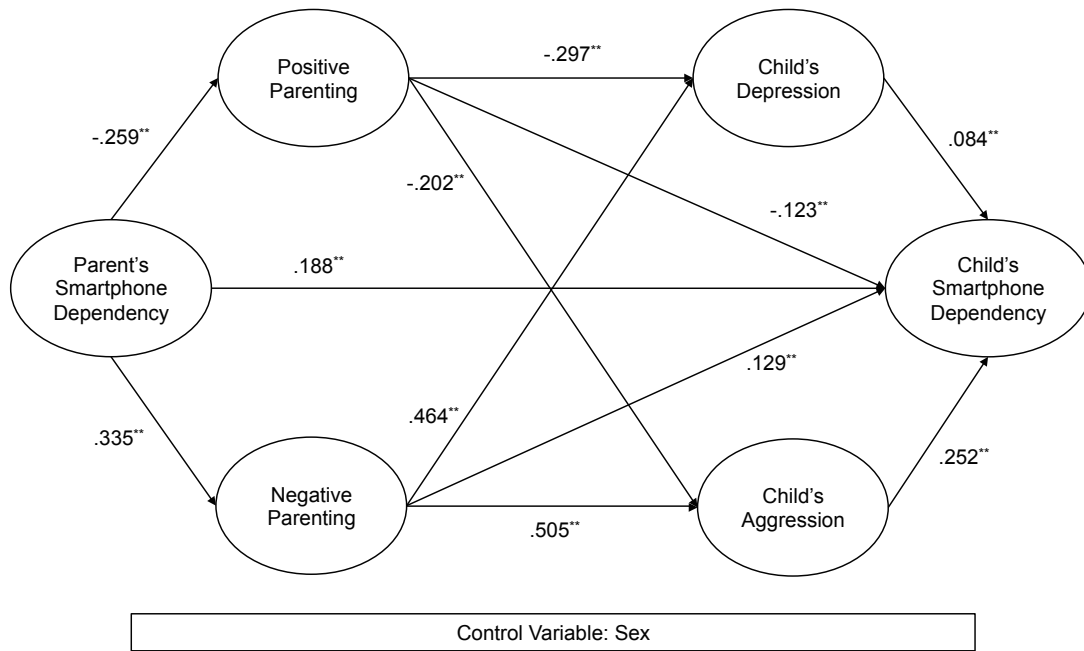 Positive
Parenting
-.297**
Child's
Depression
-.259**
.084**
-.202**
-.123**
Parent's
Smartphone
Dependency
.188**
Child's
Smartphone
Dependency
.129**
.335**
.464**
.252**
Negative
Parenting
.505**
Child's
Aggression
Control Variable: Sex